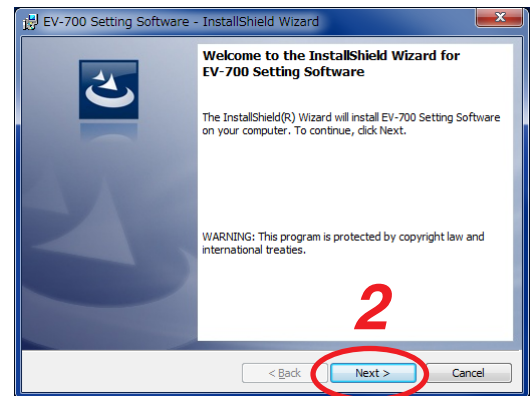 EV-700 Setting Software - InstallShield Wizard
Welcome to the InstallShield Wizard for
EV-700 Setting Software
The InstallShield(R) Wizard will install EV-700 Setting Software
on your computer. To continue, click Next.
WARNING: This program is protected by copyright law and
international treaties.
2
< Back
Next >
Cancel